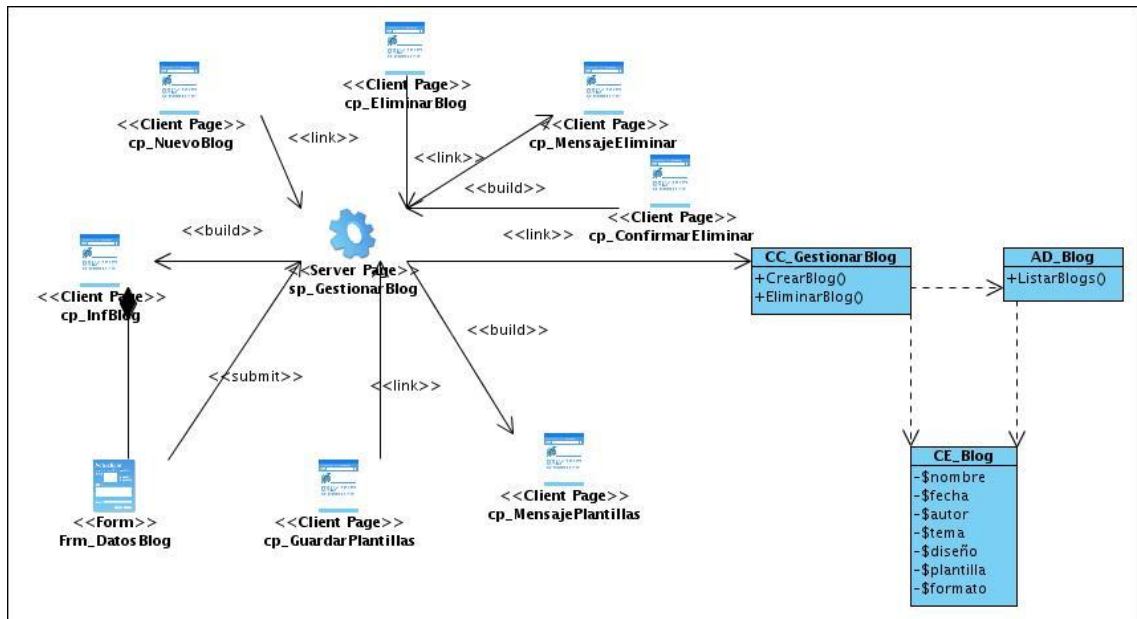 <<Client Page>>
cp_EliminarBlog
<<Client Page>>
cp_NuevoBlog
<<link>>
<<Client Page>>
cp_MensajeEliminar
<<link>>
<<build>>
<<Client Page>>
cp_ConfirmarEliminar
<<link>>
<<build>>
<<Server Page>>
sp_GestionarBlog
<<Client Page>>
cp_InfBlog
CC_GestionarBlog
+CrearBlog()
+EliminarBlog()
AD_Blog
+ListarBlogs()
<<build>>
<<submit>>
<<link>>
<<Form>>
Frm_DatosBlog
<<Client Page>>
cp_GuardarPlantillas
<<Client Page>>
cp_MensajePlantillas
CE_Blog
-$nombre
-$fecha
-$autor
-$tema
-$diseño
-$plantilla
-$formato